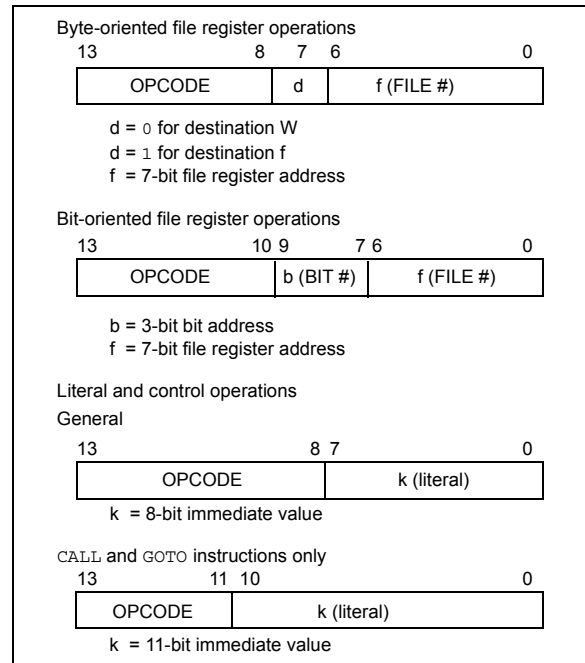 Byte-oriented file register operations
13 8 7 6 0
OPCODE d f (FILE #)
d = 0 for destination W
d = 1 for destination f
f = 7-bit file register address
Bit-oriented file register operations
13 10 9 7 6 0
OPCODE b (BIT #) f (FILE #)
b = 3-bit bit address
f = 7-bit file register address
Literal and control operations
General
13 8 7 0
OPCODE k (literal)
k = 8-bit immediate value
CALL and GOTO instructions only
13 11 10 0
OPCODE k (literal)
k = 11-bit immediate value